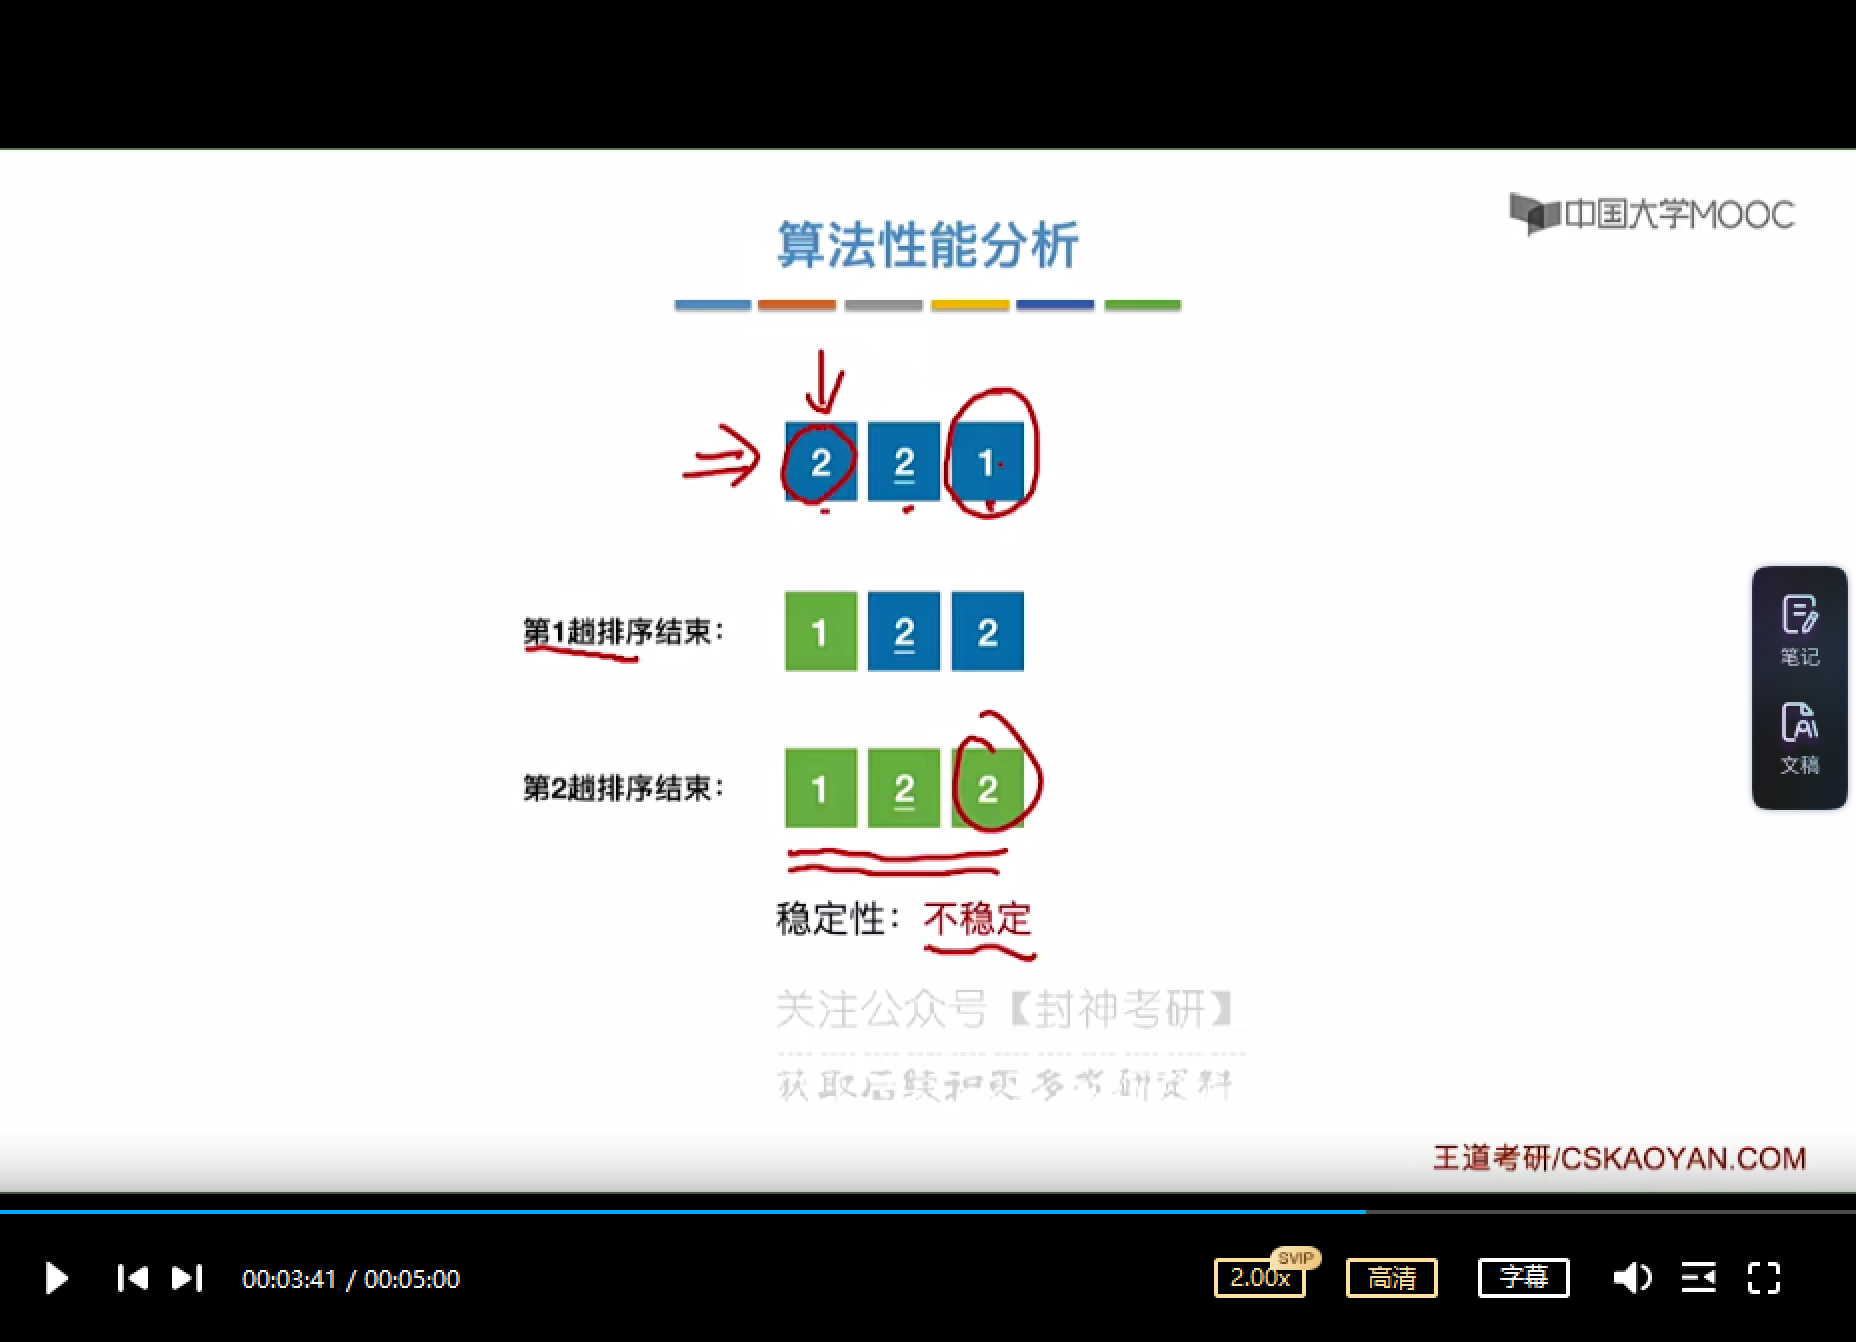 中国大学MOOC
算法性能分析
2 2 1
第1趟排序结束： 1 2 2
第2趟排序结束： 1 2 2
稳定性：不稳定
关注公众号【封神考研】
获取后续和更多考研资料
王道考研/CSKAOYAN.COM
笔记
文稿
00:03:41 / 00:05:00
SVIP
2.00x
高清
字幕